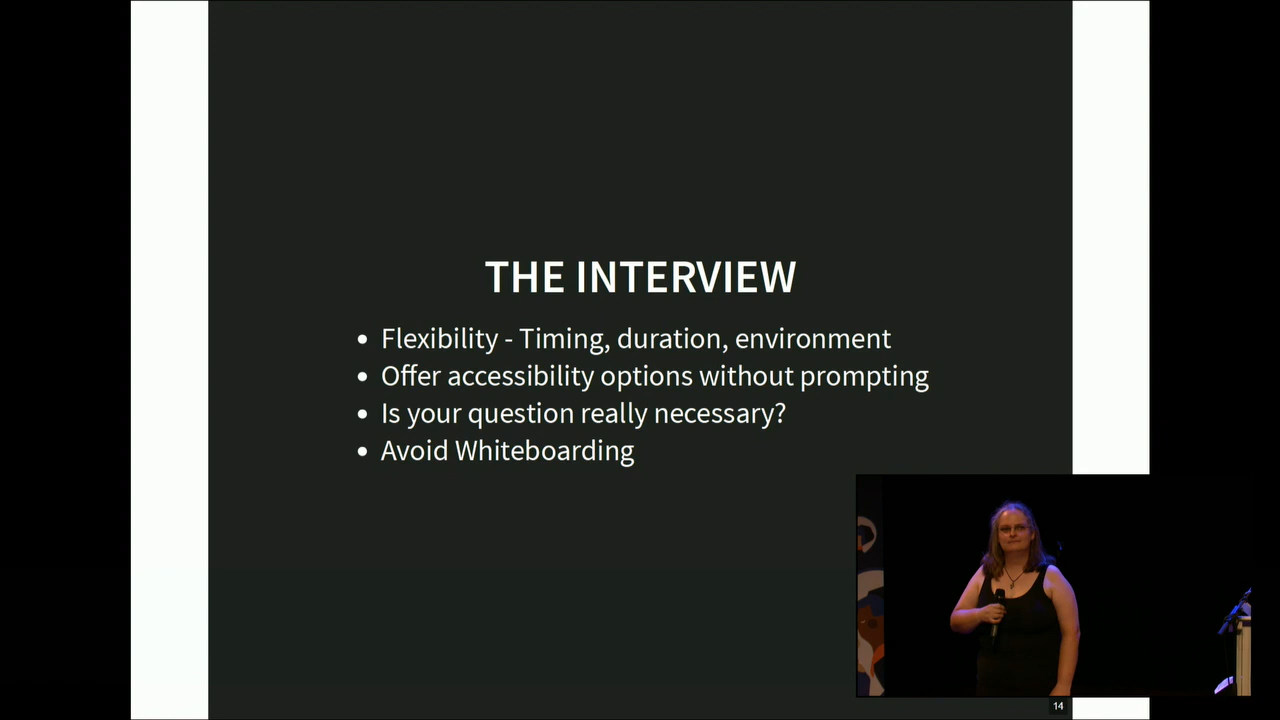 THE INTERVIEW
• Flexibility - Timing, duration, environment
• Offer accessibility options without prompting
• Is your question really necessary?
• Avoid Whiteboarding
14